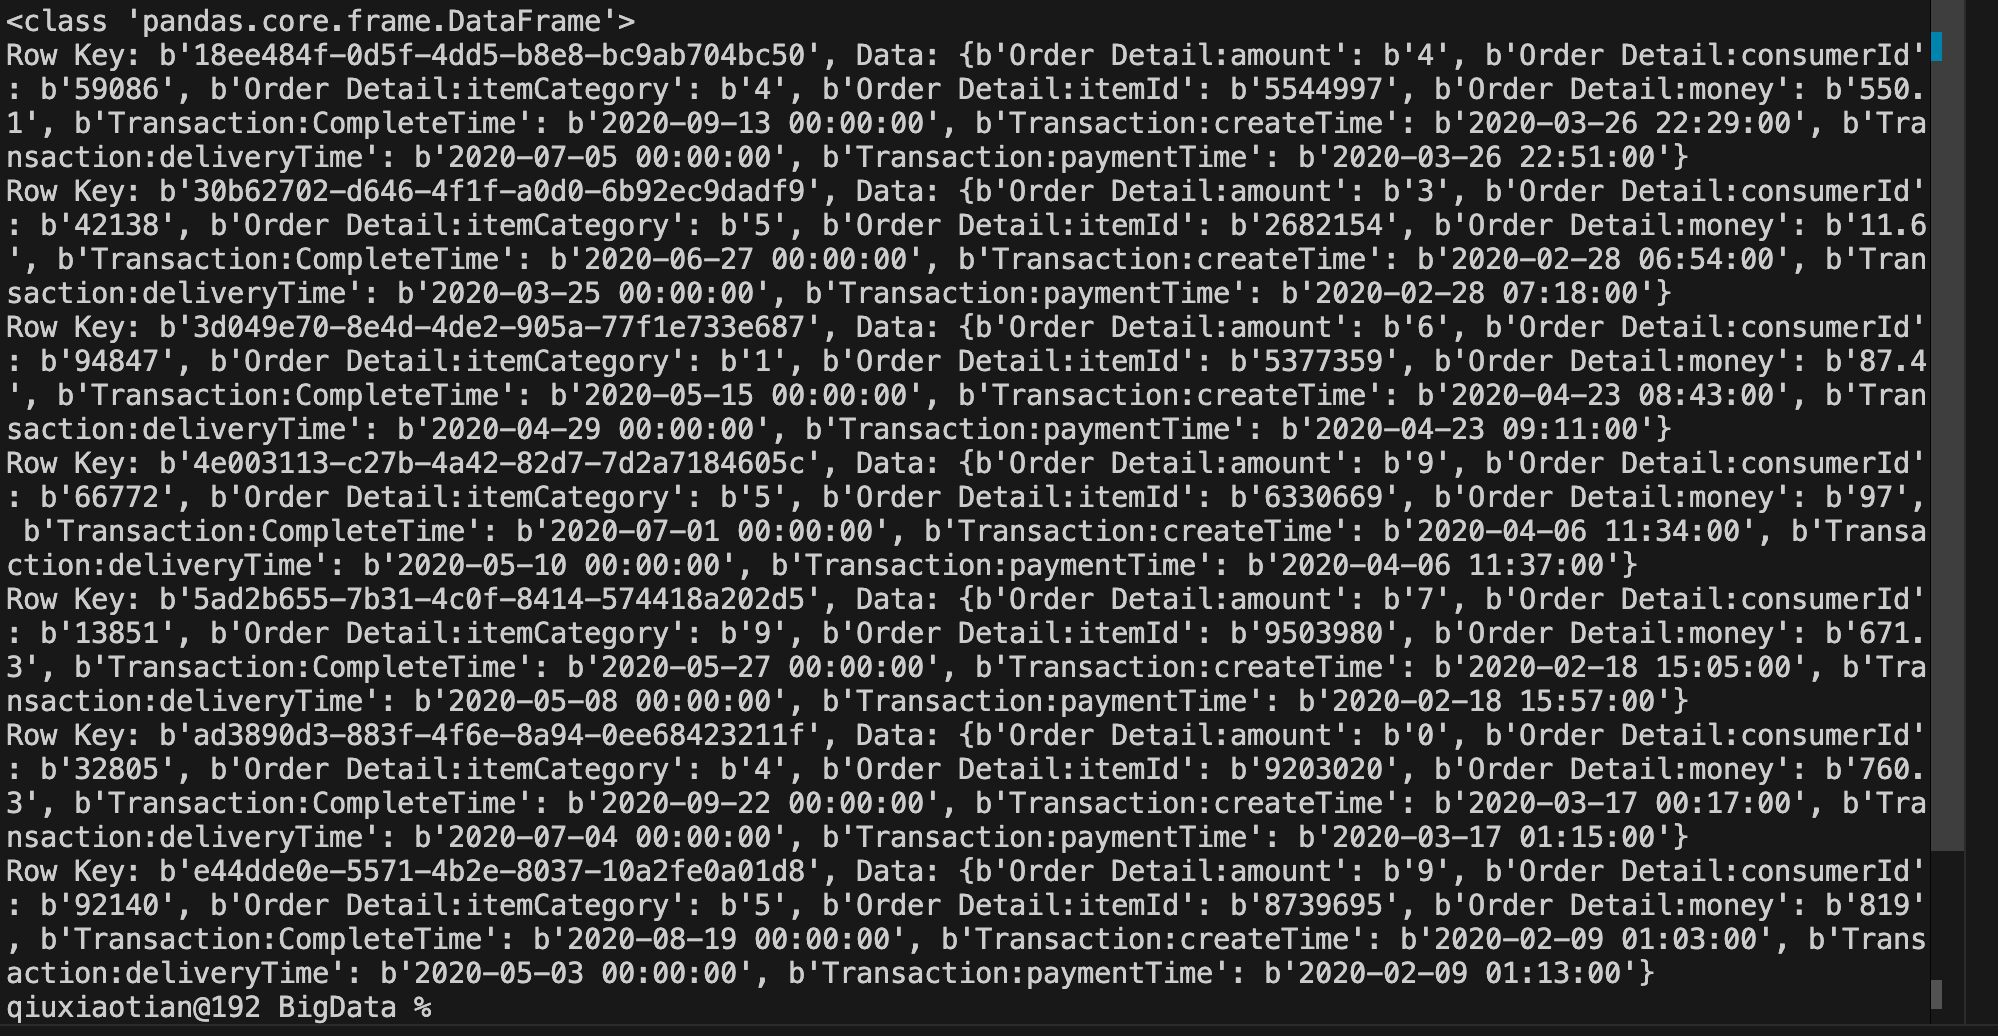 <class 'pandas.core.frame.DataFrame'>
Row Key: b'18ee484f-0d5f-4dd5-b8e8-bc9ab704bc50', Data: {b'Order Detail:amount': b'4', b'Order Detail:consumerId'
: b'59086', b'Order Detail:itemCategory': b'4', b'Order Detail:itemId': b'5544997', b'Order Detail:money': b'550.
1', b'Transaction:CompleteTime': b'2020-09-13 00:00:00', b'Transaction:createTime': b'2020-03-26 22:29:00', b'Tra
nsaction:deliveryTime': b'2020-07-05 00:00:00', b'Transaction:paymentTime': b'2020-03-26 22:51:00'}
Row Key: b'30b62702-d646-4f1f-a0d0-6b92ec9dadf9', Data: {b'Order Detail:amount': b'3', b'Order Detail:consumerId'
: b'42138', b'Order Detail:itemCategory': b'5', b'Order Detail:itemId': b'2682154', b'Order Detail:money': b'11.6
', b'Transaction:CompleteTime': b'2020-06-27 00:00:00', b'Transaction:createTime': b'2020-02-28 06:54:00', b'Tran
saction:deliveryTime': b'2020-03-25 00:00:00', b'Transaction:paymentTime': b'2020-02-28 07:18:00'}
Row Key: b'3d049e70-8e4d-4de2-905a-77f1e733e687', Data: {b'Order Detail:amount': b'6', b'Order Detail:consumerId'
: b'94847', b'Order Detail:itemCategory': b'1', b'Order Detail:itemId': b'5377359', b'Order Detail:money': b'87.4
', b'Transaction:CompleteTime': b'2020-05-15 00:00:00', b'Transaction:createTime': b'2020-04-23 08:43:00', b'Tran
saction:deliveryTime': b'2020-04-29 00:00:00', b'Transaction:paymentTime': b'2020-04-23 09:11:00'}
Row Key: b'4e003113-c27b-4a42-82d7-7d2a7184605c', Data: {b'Order Detail:amount': b'9', b'Order Detail:consumerId'
: b'66772', b'Order Detail:itemCategory': b'5', b'Order Detail:itemId': b'6330669', b'Order Detail:money': b'97',
 b'Transaction:CompleteTime': b'2020-07-01 00:00:00', b'Transaction:createTime': b'2020-04-06 11:34:00', b'Transa
ction:deliveryTime': b'2020-05-10 00:00:00', b'Transaction:paymentTime': b'2020-04-06 11:37:00'}
Row Key: b'5ad2b655-7b31-4c0f-8414-574418a202d5', Data: {b'Order Detail:amount': b'7', b'Order Detail:consumerId'
: b'13851', b'Order Detail:itemCategory': b'9', b'Order Detail:itemId': b'9503980', b'Order Detail:money': b'671.
3', b'Transaction:CompleteTime': b'2020-05-27 00:00:00', b'Transaction:createTime': b'2020-02-18 15:05:00', b'Tra
nsaction:deliveryTime': b'2020-05-08 00:00:00', b'Transaction:paymentTime': b'2020-02-18 15:57:00'}
Row Key: b'ad3890d3-883f-4f6e-8a94-0ee68423211f', Data: {b'Order Detail:amount': b'0', b'Order Detail:consumerId'
: b'32805', b'Order Detail:itemCategory': b'4', b'Order Detail:itemId': b'9203020', b'Order Detail:money': b'760.
3', b'Transaction:CompleteTime': b'2020-09-22 00:00:00', b'Transaction:createTime': b'2020-03-17 00:17:00', b'Tra
nsaction:deliveryTime': b'2020-07-04 00:00:00', b'Transaction:paymentTime': b'2020-03-17 01:15:00'}
Row Key: b'e44dde0e-5571-4b2e-8037-10a2fe0a01d8', Data: {b'Order Detail:amount': b'9', b'Order Detail:consumerId'
: b'92140', b'Order Detail:itemCategory': b'5', b'Order Detail:itemId': b'8739695', b'Order Detail:money': b'819'
, b'Transaction:CompleteTime': b'2020-08-19 00:00:00', b'Transaction:createTime': b'2020-02-09 01:03:00', b'Trans
action:deliveryTime': b'2020-05-03 00:00:00', b'Transaction:paymentTime': b'2020-02-09 01:13:00'}
qiuxiaotian@192 BigData %